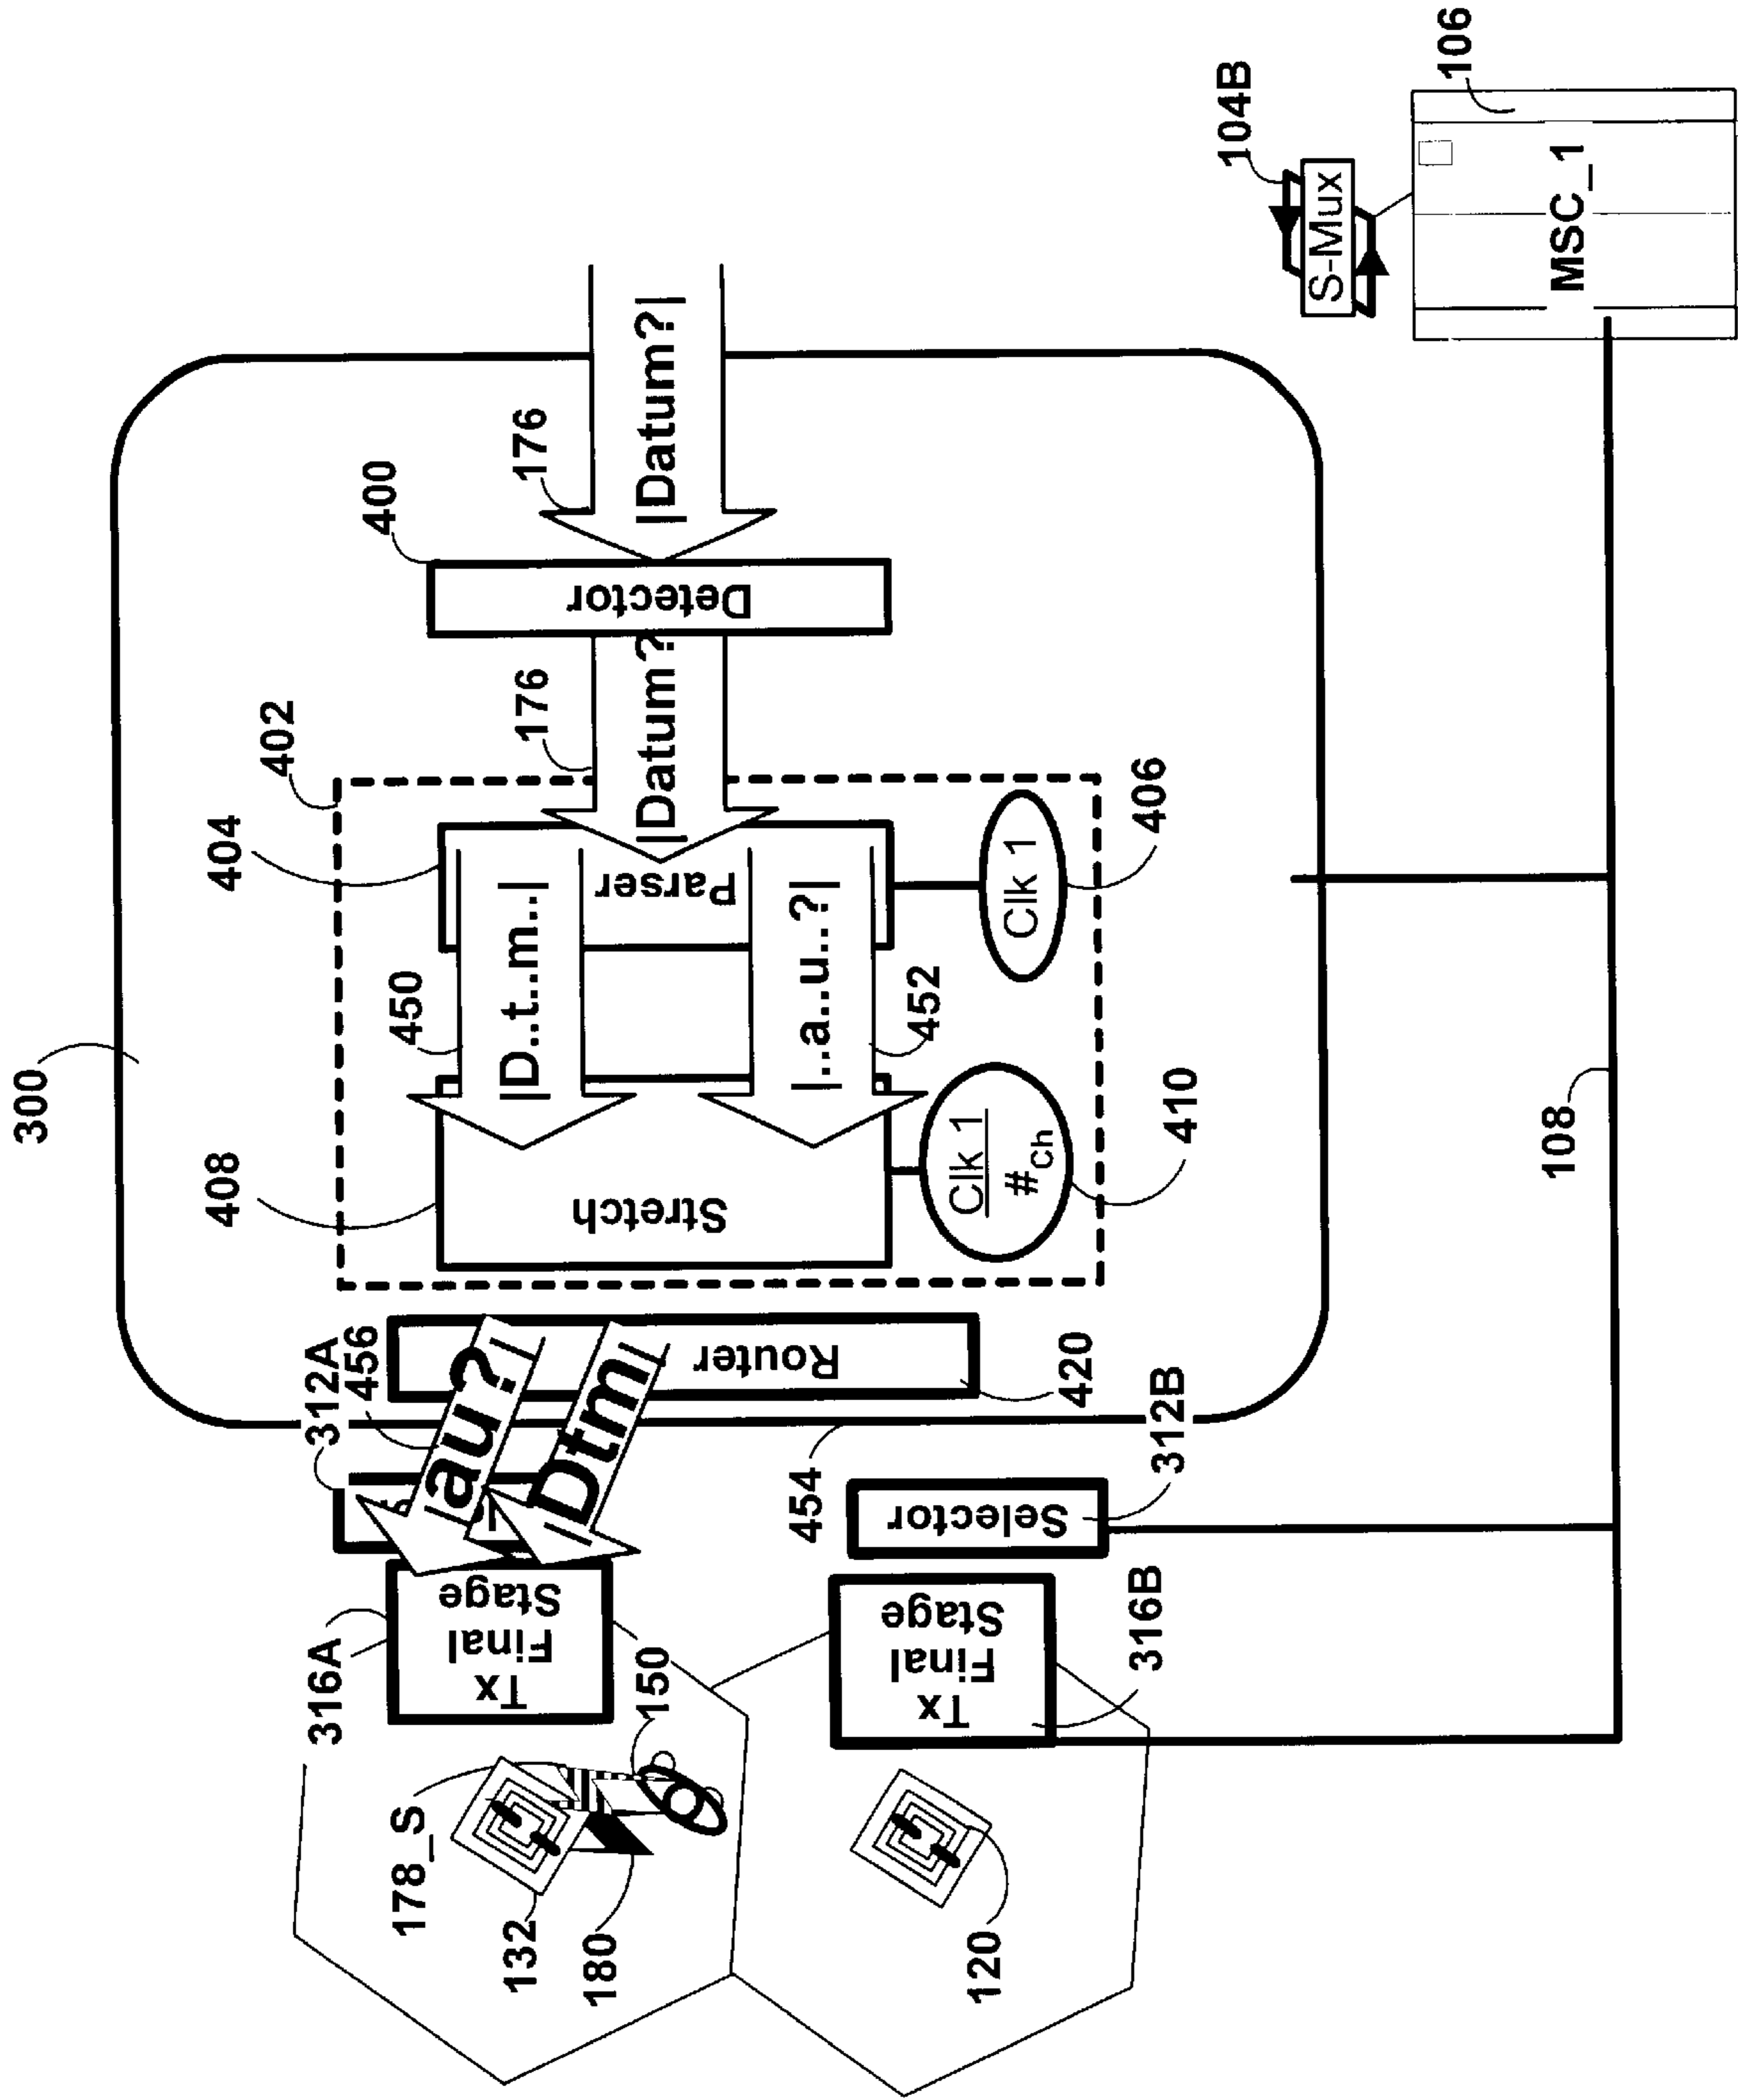 300
402
404
408
400
176
|Datum?|
Detector
176
|Datum?
Parser
|D..t..m..|
450
|..a..u..?|
452
Clk 1
406
Stretch
Clk 1
#ch
410
Router
420
312A
456
|au?|
|Dtm|
454
Selector
312B
316A
Tx
Final
Stage
Tx
Final
Stage
316B
178_S
132
180
150
120
108
104B
S-Mux
106
MSC_1